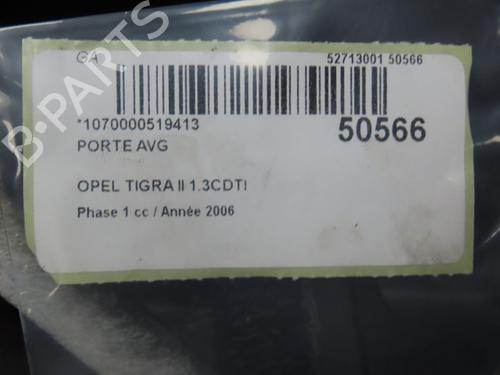 GA 52713001 50566
*1070000519413 50566
PORTE AVG
OPEL TIGRA II 1.3CDTI
Phase 1 cc / Année 2006
B-PARTS